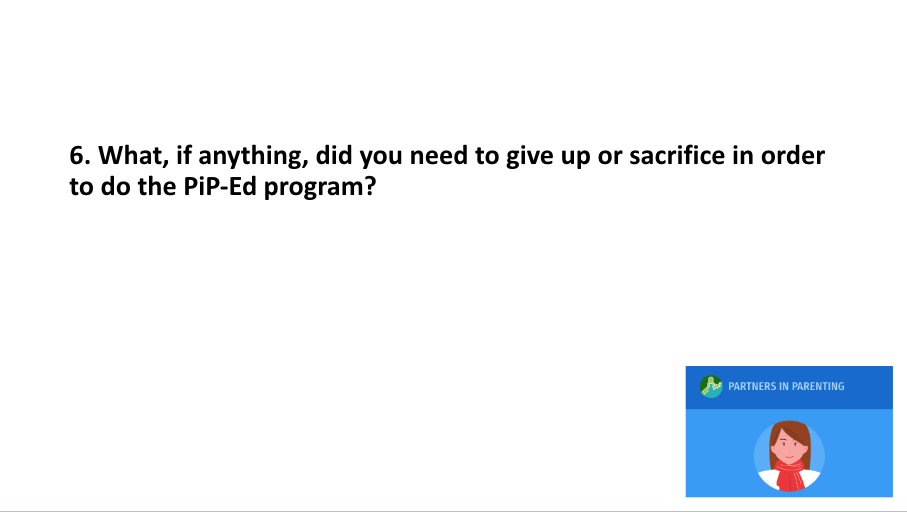 6. What, if anything, did you need to give up or sacrifice in order
to do the PiP-Ed program?
PARTNERS IN PARENTING